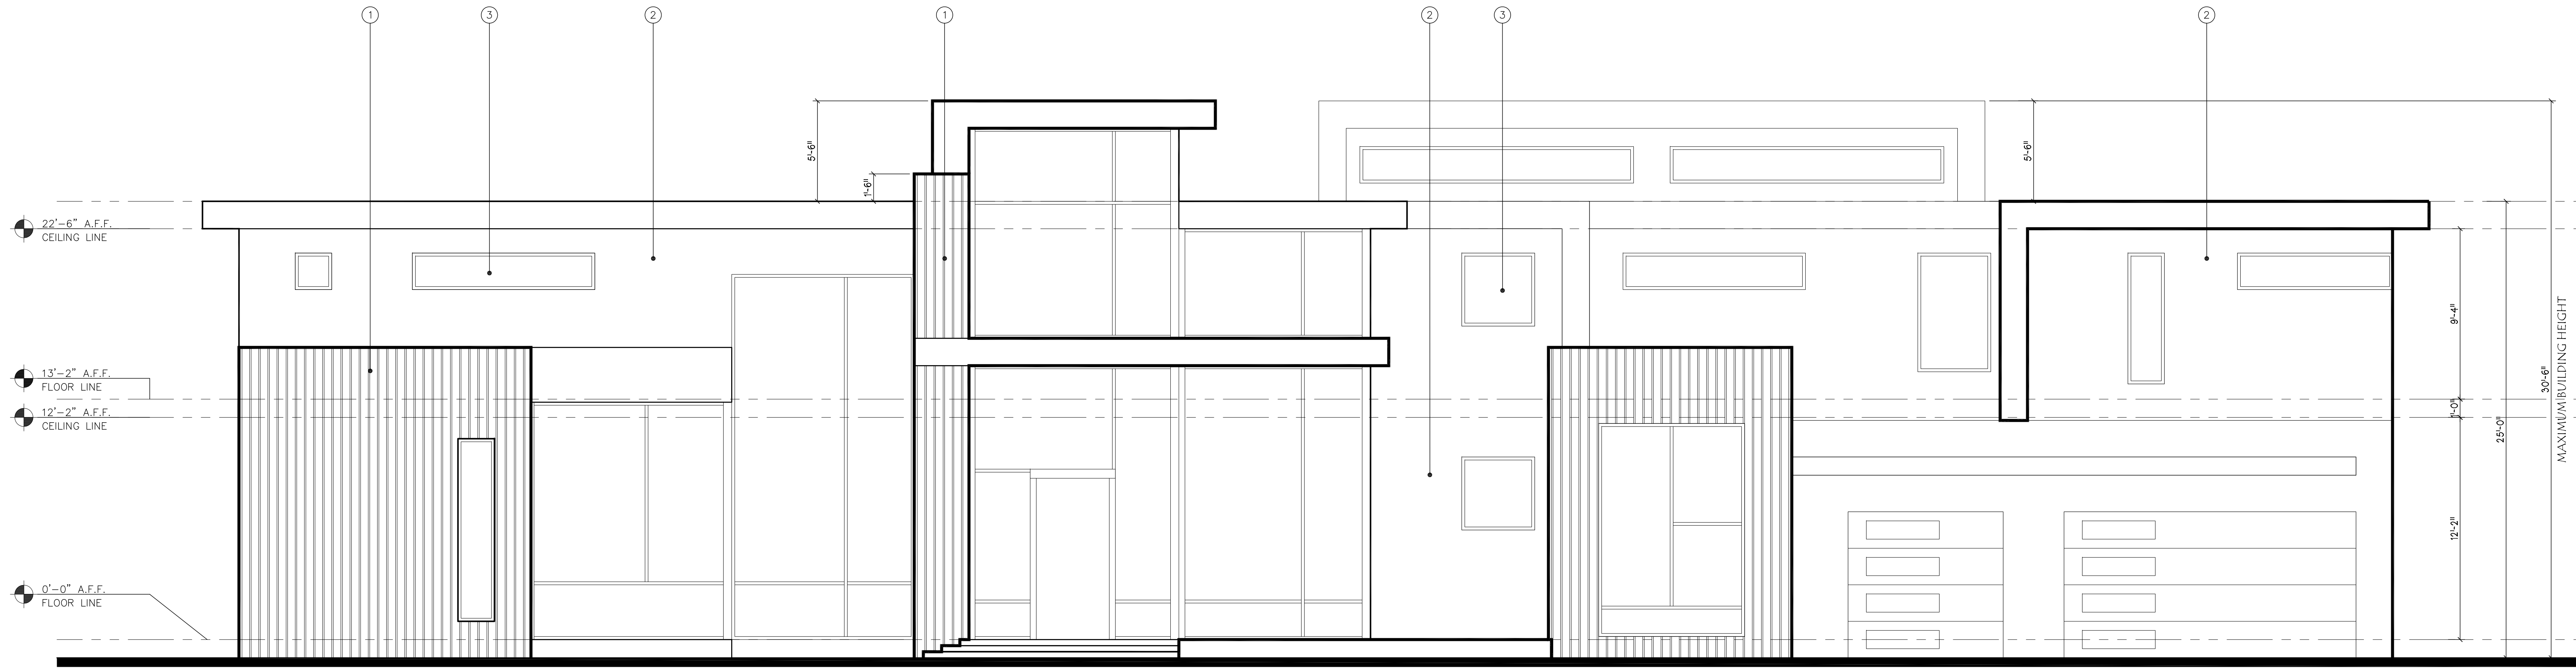 1
3
2
1
2
3
2
5'-6"
1'-6"
5'-6"
22'-6" A.F.F.
CEILING LINE
13'-2" A.F.F.
FLOOR LINE
12'-2" A.F.F.
CEILING LINE
0'-0" A.F.F.
FLOOR LINE
9'-4"
1'-0"
12'-2"
25'-0"
30'-6"
MAXIMUM BUILDING HEIGHT